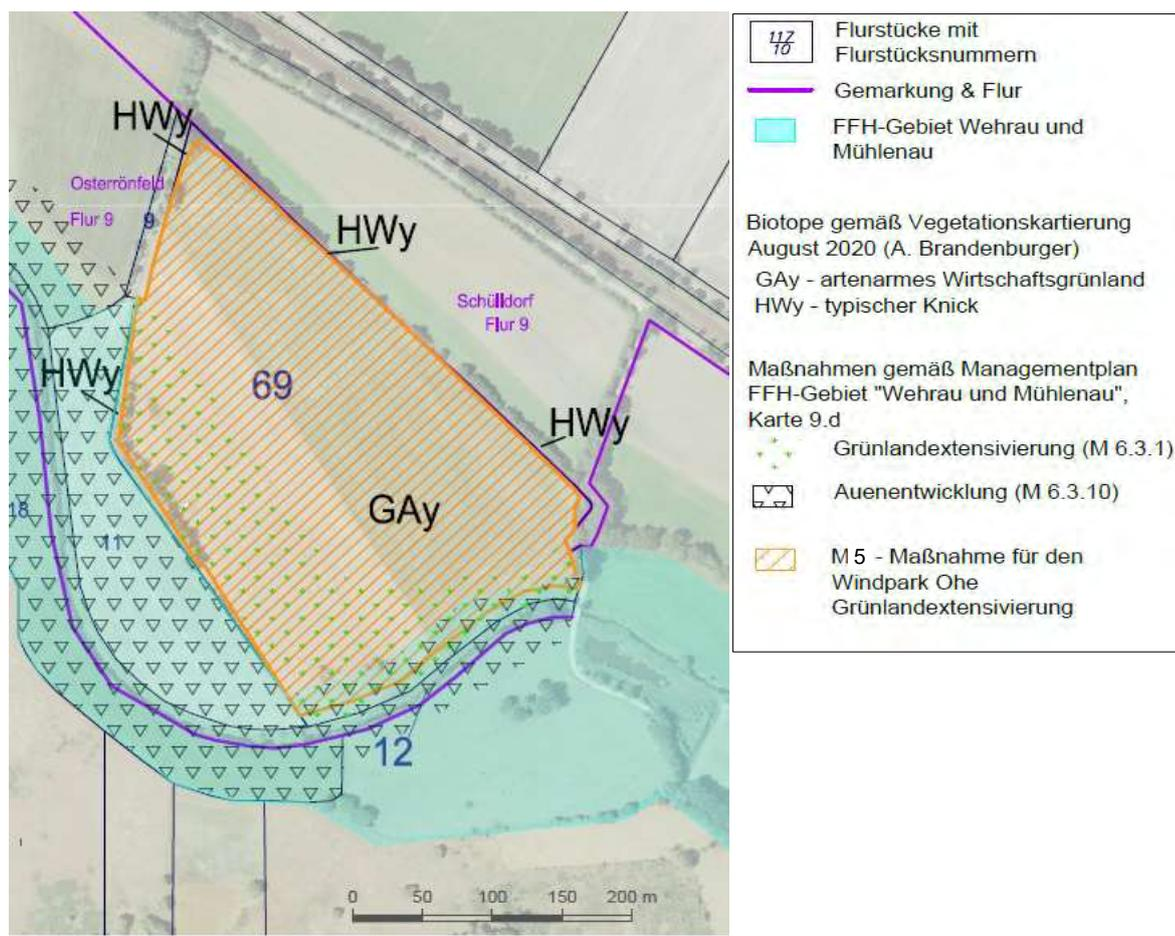 HWy
Osterrönfeld
Flur 9
9
HWy
Schülldorf
Flur 9
HWy
69
HWy
GAy
18
11
12
0 50 100 150 200 m
117
10
Flurstücke mit
Flurstücksnummern
Gemarkung & Flur
FFH-Gebiet Wehrau und
Mühlenau
Biotope gemäß Vegetationskartierung
August 2020 (A. Brandenburger)
GAy - artenarmes Wirtschaftsgrünland
HWy - typischer Knick
Maßnahmen gemäß Managementplan
FFH-Gebiet "Wehrau und Mühlenau",
Karte 9.d
Grünlandextensivierung (M 6.3.1)
Auenentwicklung (M 6.3.10)
M 5 - Maßnahme für den
Windpark Ohe
Grünlandextensivierung